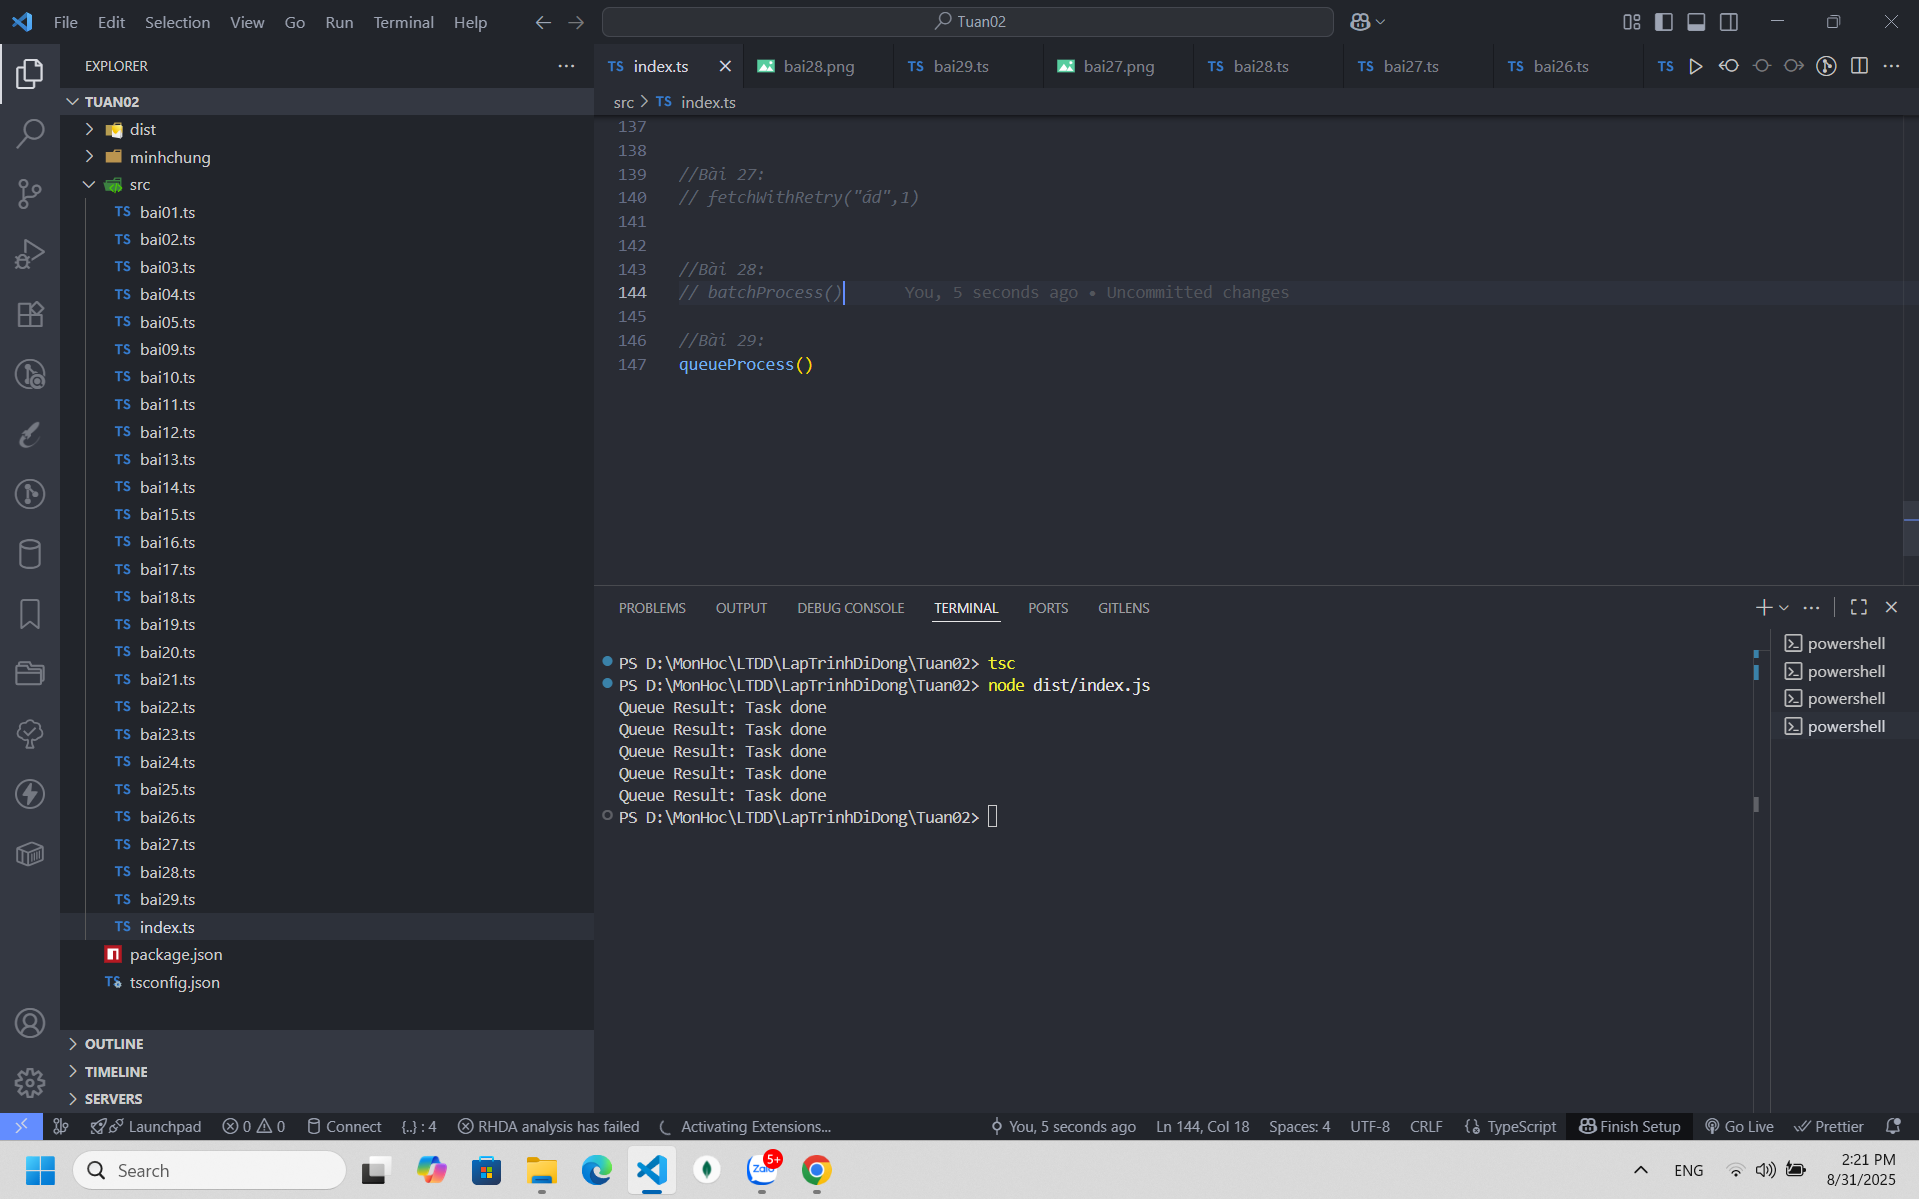 File Edit Selection View Go Run Terminal Help
Tuan02
EXPLORER
TUAN02
dist
minhchung
src
TS bai01.ts
TS bai02.ts
TS bai03.ts
TS bai04.ts
TS bai05.ts
TS bai09.ts
TS bai10.ts
TS bai11.ts
TS bai12.ts
TS bai13.ts
TS bai14.ts
TS bai15.ts
TS bai16.ts
TS bai17.ts
TS bai18.ts
TS bai19.ts
TS bai20.ts
TS bai21.ts
TS bai22.ts
TS bai23.ts
TS bai24.ts
TS bai25.ts
TS bai26.ts
TS bai27.ts
TS bai28.ts
TS bai29.ts
TS index.ts
package.json
TS tsconfig.json
OUTLINE
TIMELINE
SERVERS
TS index.ts
bai28.png
TS bai29.ts
bai27.png
TS bai28.ts
TS bai27.ts
TS bai26.ts
TS
src > TS index.ts
137
138
139 //Bài 27:
140 // fetchWithRetry("ád",1)
141
142
143 //Bài 28:
144 // batchProcess() You, 5 seconds ago • Uncommitted changes
145
146 //Bài 29:
147 queueProcess()
PROBLEMS OUTPUT DEBUG CONSOLE TERMINAL PORTS GITLENS
PS D:\MonHoc\LTDD\LapTrinhDiDong\Tuan02> tsc
PS D:\MonHoc\LTDD\LapTrinhDiDong\Tuan02> node dist/index.js
Queue Result: Task done
Queue Result: Task done
Queue Result: Task done
Queue Result: Task done
Queue Result: Task done
PS D:\MonHoc\LTDD\LapTrinhDiDong\Tuan02>
powershell
powershell
powershell
powershell
Launchpad 0 0 Connect {..} : 4 RHDA analysis has failed Activating Extensions... You, 5 seconds ago Ln 144, Col 18 Spaces: 4 UTF-8 CRLF TypeScript Finish Setup Go Live Prettier
Search
Zalo
5+
ENG
2:21 PM
8/31/2025